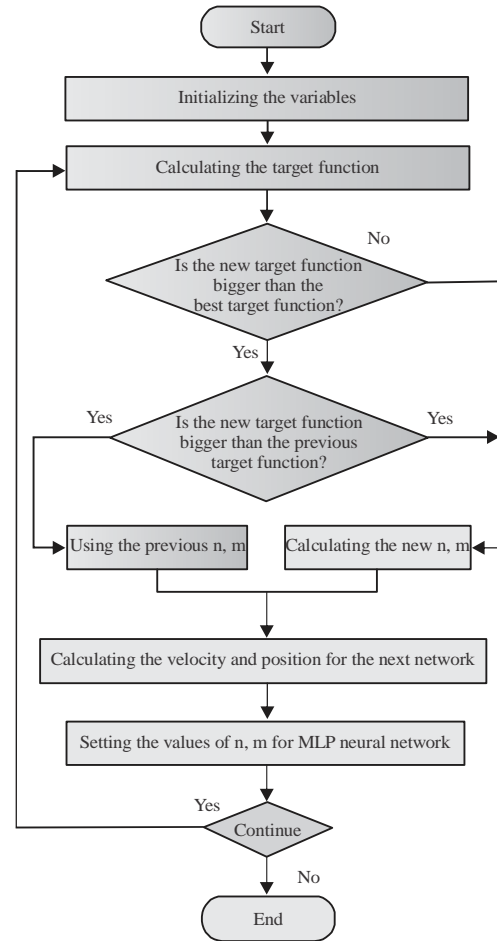 Start
Initializing the variables
Calculating the target function
No
Is the new target function
bigger than the
best target function?
Yes
Yes
Is the new target function
bigger than the previous
target function?
Yes
Using the previous n, m
Calculating the new n, m
Calculating the velocity and position for the next network
Setting the values of n, m for MLP neural network
Yes
Continue
No
End